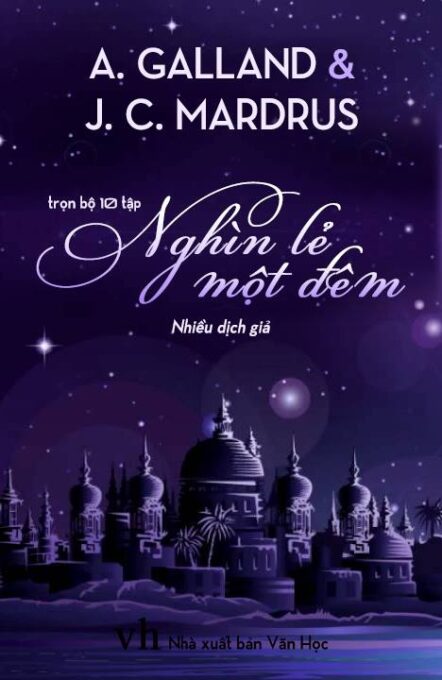 A. GALLAND &
J. C. MARDRUS
trọn bộ 10 tập
Nghìn lẻ
một đêm
Nhiều dịch giả
vh Nhà xuất bản Văn Học